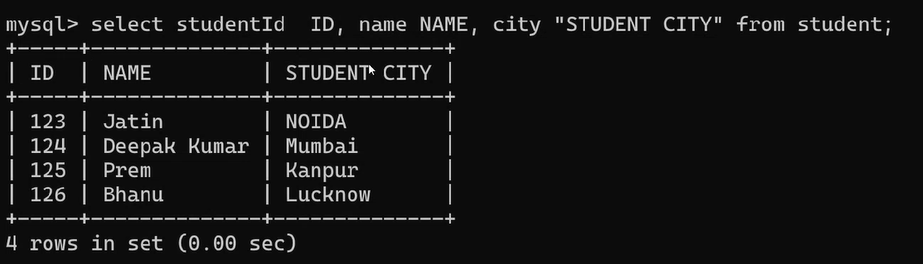 mysql> select studentId  ID, name NAME, city "STUDENT CITY" from student;
+-----+--------------+--------------+
| ID  | NAME         | STUDENT CITY |
+-----+--------------+--------------+
| 123 | Jatin        | NOIDA        |
| 124 | Deepak Kumar | Mumbai       |
| 125 | Prem         | Kanpur       |
| 126 | Bhanu        | Lucknow      |
+-----+--------------+--------------+
4 rows in set (0.00 sec)